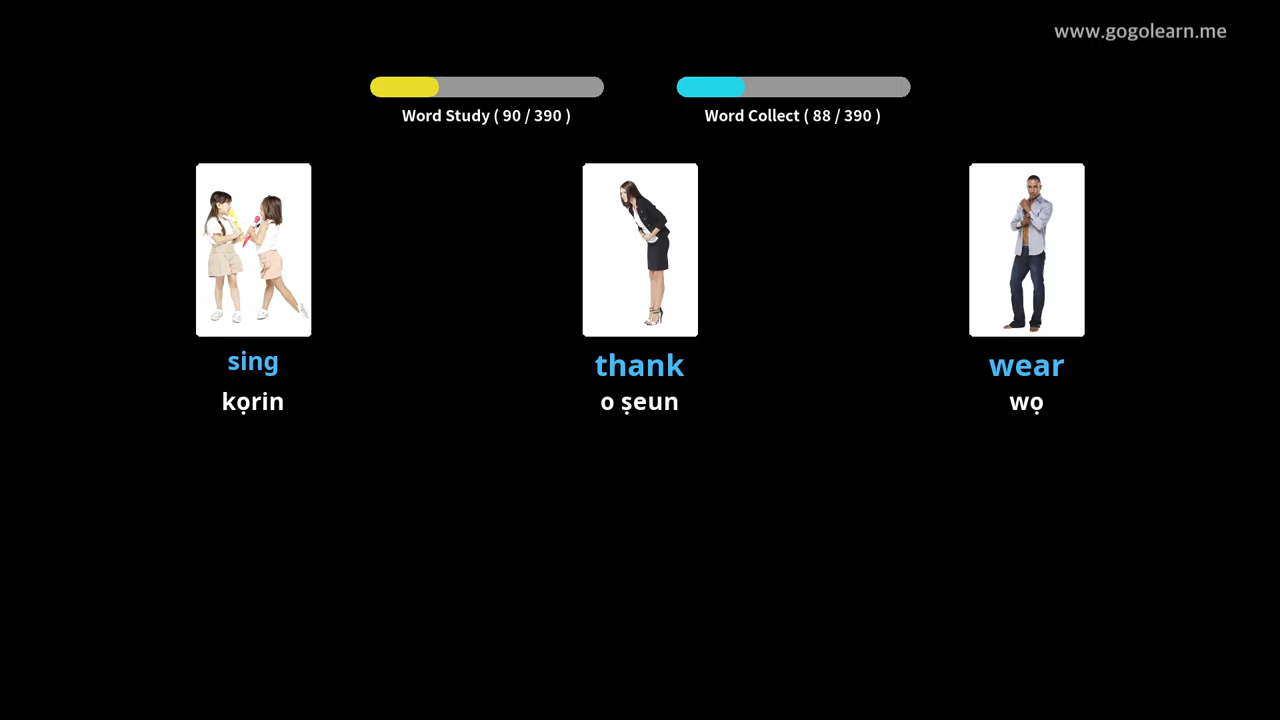 www.gogolearn.me
Word Study ( 90 / 390 )
Word Collect ( 88 / 390 )
sing
kọrin
thank
o ṣeun
wear
wọ